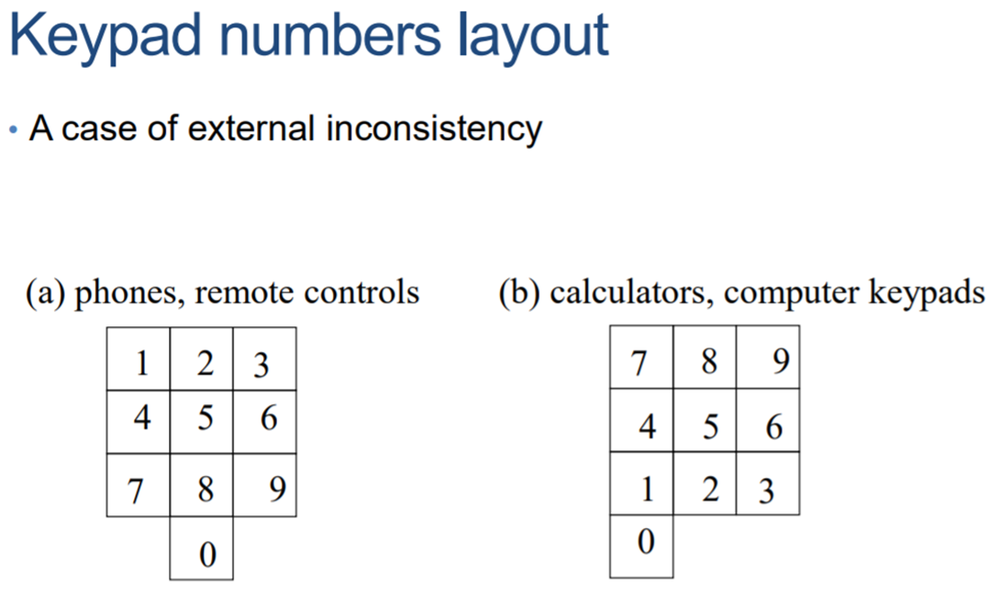 Keypad numbers layout
• A case of external inconsistency
(a) phones, remote controls
1 2 3
4 5 6
7 8 9
0
(b) calculators, computer keypads
7 8 9
4 5 6
1 2 3
0